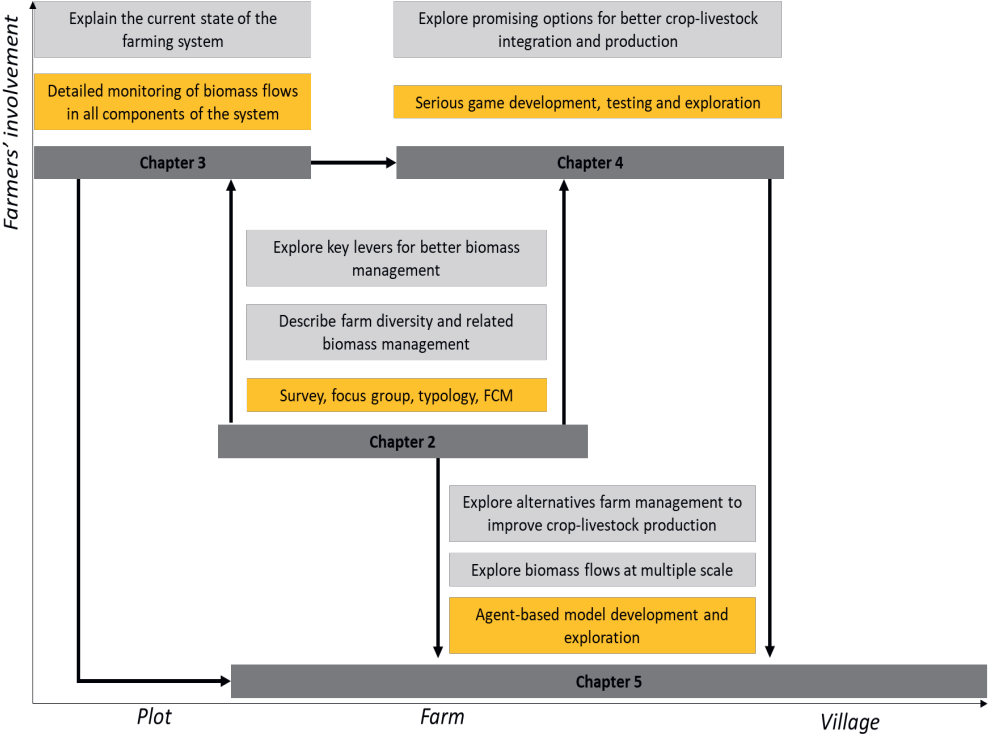 Farmers' involvement
Explain the current state of the
farming system
Detailed monitoring of biomass flows
in all components of the system
Chapter 3
Explore promising options for better crop-livestock
integration and production
Serious game development, testing and exploration
Chapter 4
Explore key levers for better biomass
management
Describe farm diversity and related
biomass management
Survey, focus group, typology, FCM
Chapter 2
Explore alternatives farm management to
improve crop-livestock production
Explore biomass flows at multiple scale
Agent-based model development and
exploration
Chapter 5
Plot
Farm
Village